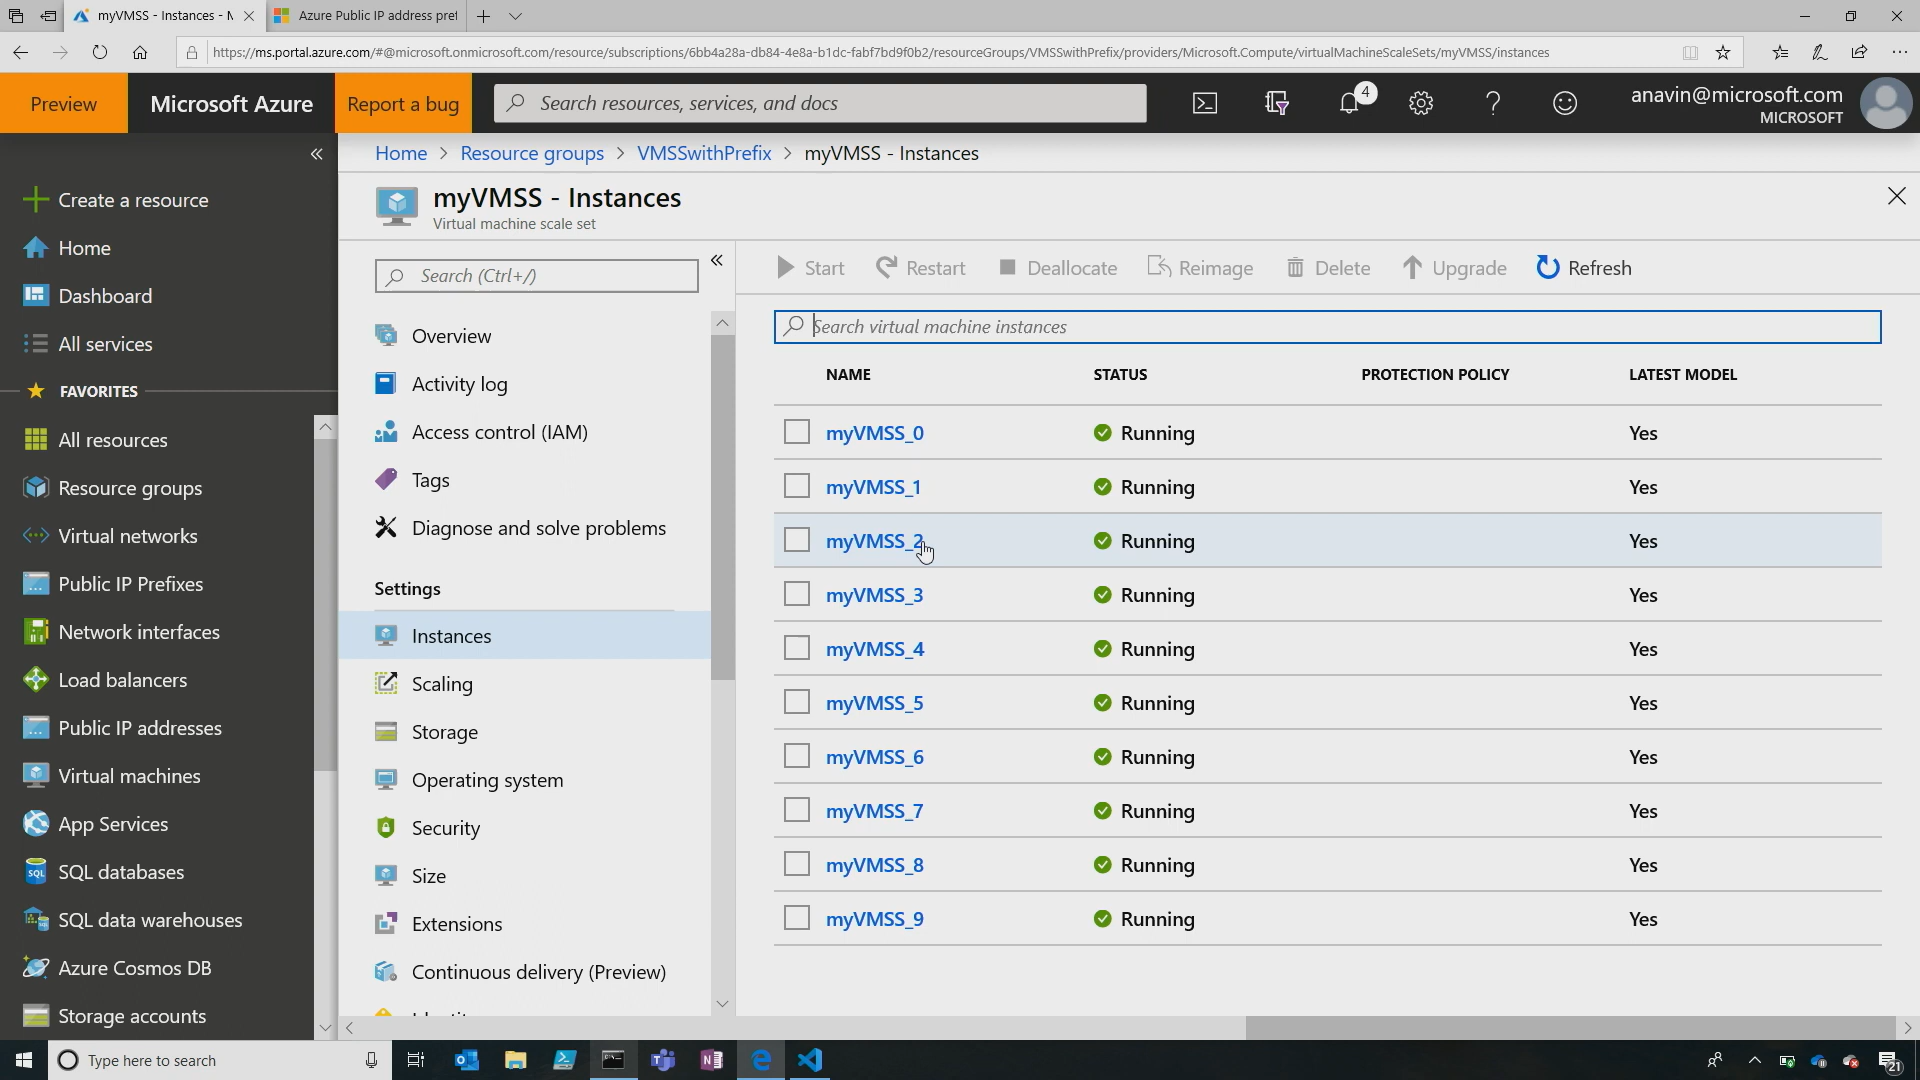 myVMSS - Instances - M
Azure Public IP address pref
https://ms.portal.azure.com/#@microsoft.onmicrosoft.com/resource/subscriptions/6bb4a28a-db84-4e8a-b1dc-fabf7bd9f0b2/resourceGroups/VMSSwithPrefix/providers/Microsoft.Compute/virtualMachineScaleSets/myVMSS/instances
Preview
Microsoft Azure
Report a bug
Search resources, services, and docs
4
anavin@microsoft.com
MICROSOFT
Create a resource
Home
Dashboard
All services
FAVORITES
All resources
Resource groups
Virtual networks
Public IP Prefixes
Network interfaces
Load balancers
Public IP addresses
Virtual machines
App Services
SQL databases
SQL data warehouses
Azure Cosmos DB
Storage accounts
Home > Resource groups > VMSSwithPrefix > myVMSS - Instances
myVMSS - Instances
Virtual machine scale set
Search (Ctrl+/)
Overview
Activity log
Access control (IAM)
Tags
Diagnose and solve problems
Settings
Instances
Scaling
Storage
Operating system
Security
Size
Extensions
Continuous delivery (Preview)
Start Restart Deallocate Reimage Delete Upgrade Refresh
Search virtual machine instances
NAME STATUS PROTECTION POLICY LATEST MODEL
myVMSS_0 Running Yes
myVMSS_1 Running Yes
myVMSS_2 Running Yes
myVMSS_3 Running Yes
myVMSS_4 Running Yes
myVMSS_5 Running Yes
myVMSS_6 Running Yes
myVMSS_7 Running Yes
myVMSS_8 Running Yes
myVMSS_9 Running Yes
Type here to search
21